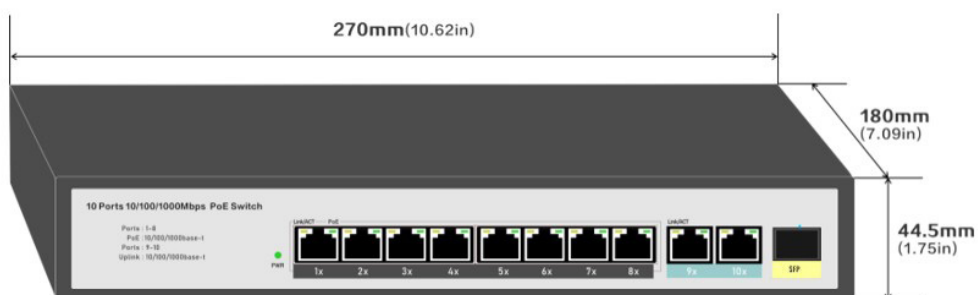 270mm(10.62in)
180mm
(7.09in)
44.5mm
(1.75in)
10 Ports 10/100/1000Mbps PoE Switch
Ports : 1-8
PoE : 10/100/1000base-t
Ports : 9-10
Uplink : 10/100/1000base-t
PWR
Link/ACT PoE
1x 2x 3x 4x 5x 6x 7x 8x
Link/ACT
9x 10x
SFP